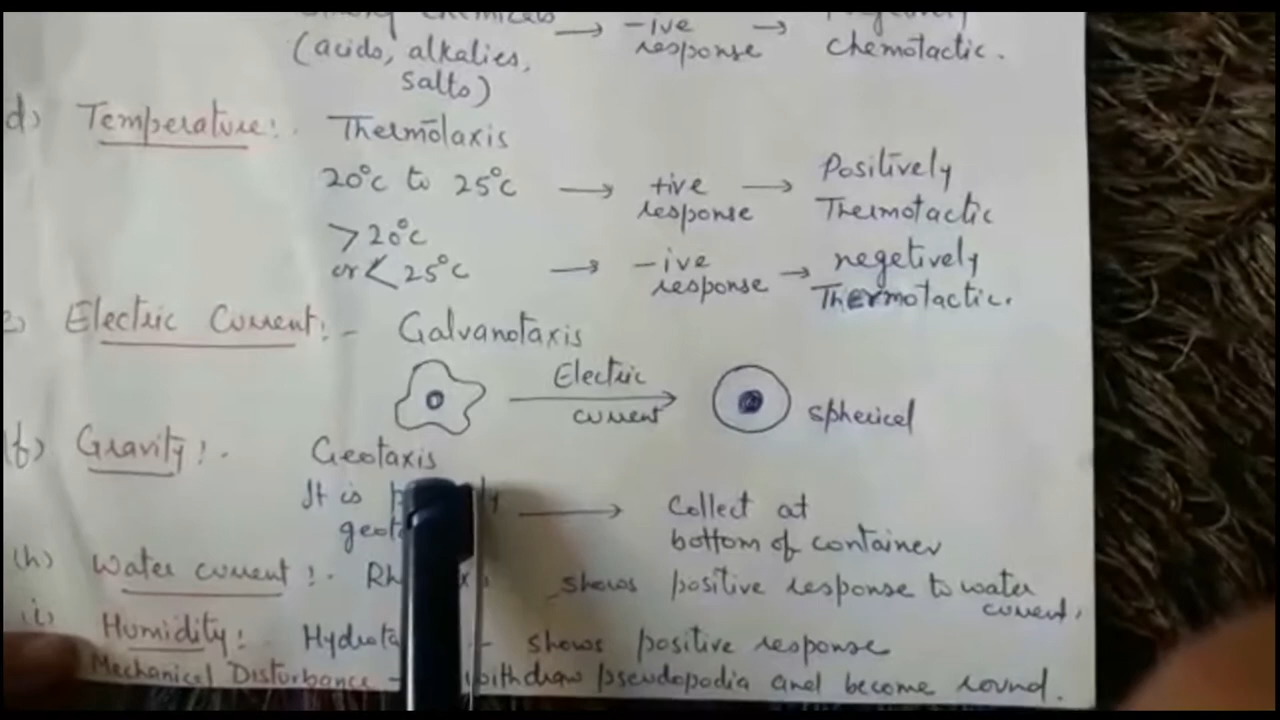 chemicals → -ive →
(acids, alkalies, response chemotactic.
salts)
d) Temperature:- Thermotaxis
20°c to 25°c → +ive response → Positively Thermotactic
>20°c
or <25°c → -ive response → negetively Thermotactic.
Electric Current:- Galvanotaxis
Electric current → spherical
(f) Gravity:- Geotaxis
It is → Collect at
bottom of container
(h) Water current:- shows positive response to water
current,
(i) Humidity:- shows positive response
Mechanical Disturbance - withdraw pseudopodia and become round.